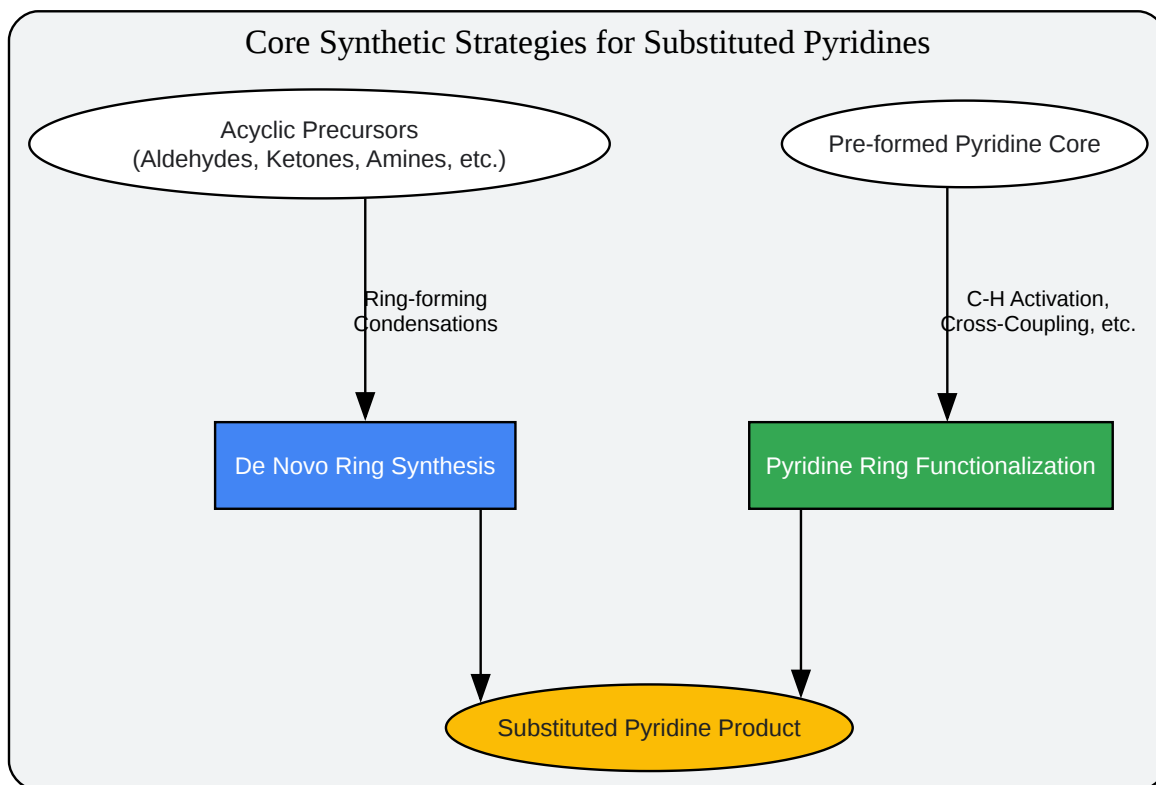 Core Synthetic Strategies for Substituted Pyridines
Acyclic Precursors
(Aldehydes, Ketones, Amines, etc.)
Pre-formed Pyridine Core
Ring-forming
Condensations
C-H Activation,
Cross-Coupling, etc.
De Novo Ring Synthesis
Pyridine Ring Functionalization
Substituted Pyridine Product